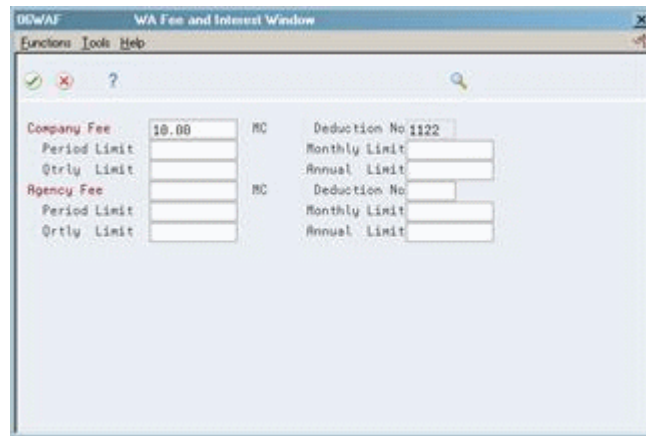 06WAF WA Fee and Interest Window
Functions Tools Help
?
Company Fee 10.00 MC Deduction No 1122
Period Limit Monthly Limit
Qtrly Limit Annual Limit
Agency Fee MC Deduction No
Period Limit Monthly Limit
Qrtly Limit Annual Limit